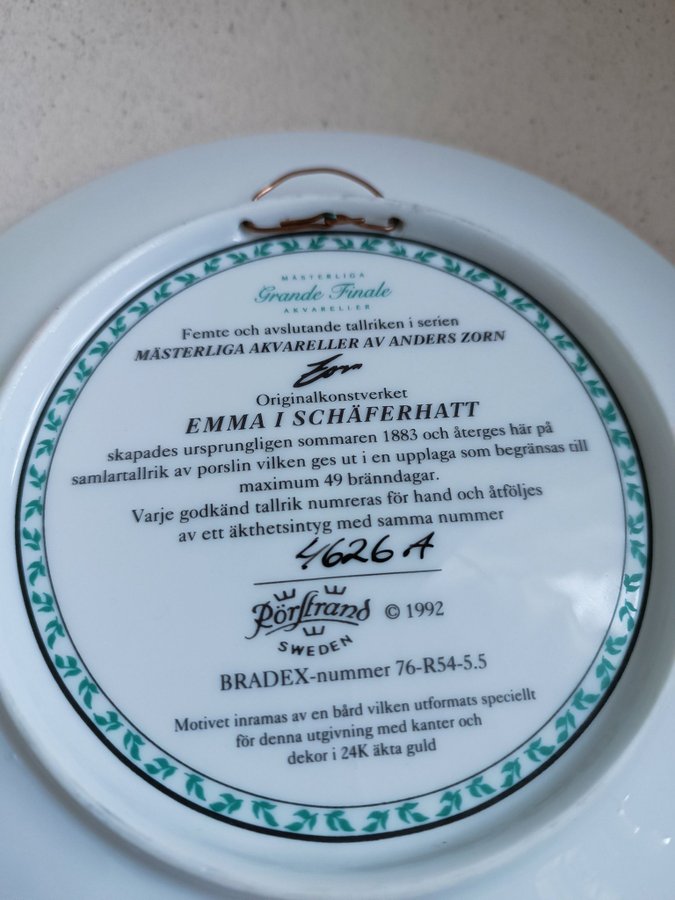 MÄSTERLIGA
Grande Finale
AKVARELLER
Femte och avslutande tallriken i serien
MÄSTERLIGA AKVARELLER AV ANDERS ZORN
Zorn
Originalkonstverket
EMMA I SCHÄFERHATT
skapades ursprungligen sommaren 1883 och återges här på
samlartallrik av porslin vilken ges ut i en upplaga som begränsas till
maximum 49 bränndagar.
Varje godkänd tallrik numreras för hand och åtföljes
av ett äkthetsintyg med samma nummer
4626 A
Rörstrand © 1992
SWEDEN
BRADEX-nummer 76-R54-5.5
Motivet inramas av en bård vilken utformats speciellt
för denna utgivning med kanter och
dekor i 24K äkta guld